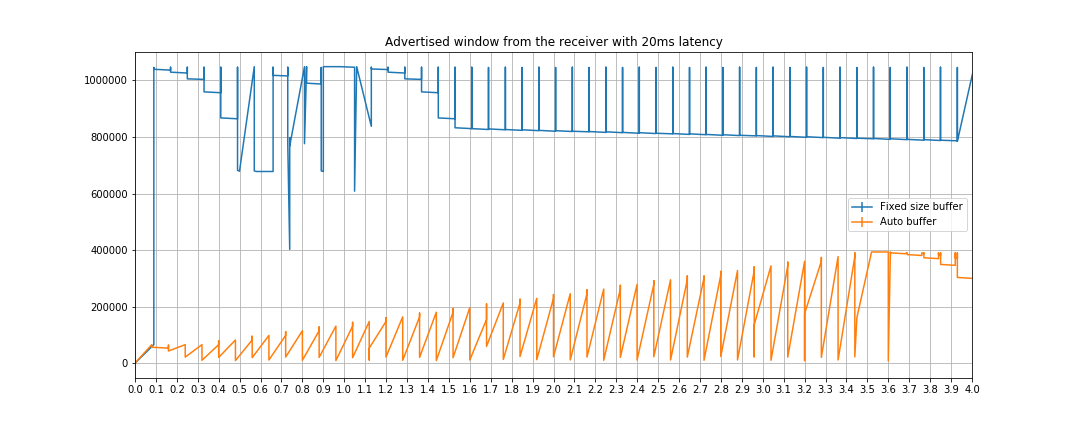 Advertised window from the receiver with 20ms latency
1000000
800000
600000
400000
200000
0
Fixed size buffer
Auto buffer
0.0 0.1 0.2 0.3 0.4 0.5 0.6 0.7 0.8 0.9 1.0 1.1 1.2 1.3 1.4 1.5 1.6 1.7 1.8 1.9 2.0 2.1 2.2 2.3 2.4 2.5 2.6 2.7 2.8 2.9 3.0 3.1 3.2 3.3 3.4 3.5 3.6 3.7 3.8 3.9 4.0